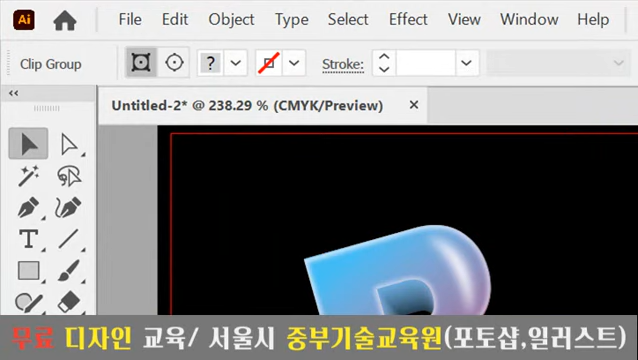 Ai File Edit Object Type Select Effect View Window Help
Clip Group ? Stroke:
Untitled-2* @ 238.29 % (CMYK/Preview) ×
T
무료 디자인 교육/ 서울시 중부기술교육원(포토샵,일러스트)